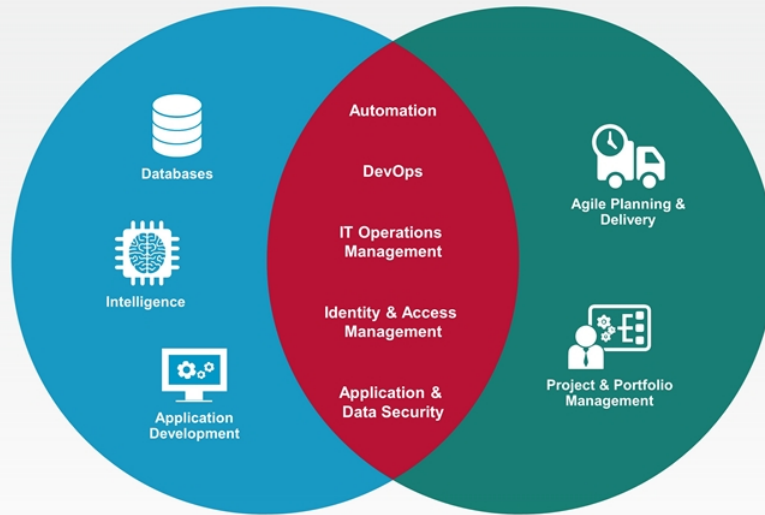 Databases
Intelligence
Application
Development
Automation
DevOps
IT Operations
Management
Identity & Access
Management
Application &
Data Security
Agile Planning &
Delivery
Project & Portfolio
Management